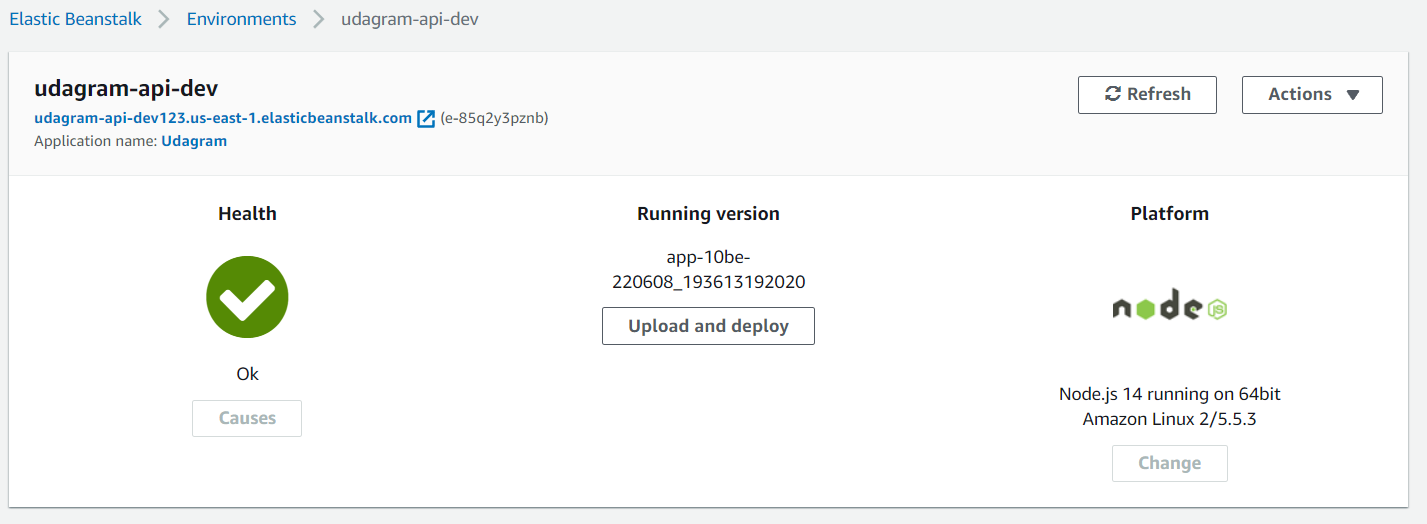 Elastic Beanstalk > Environments > udagram-api-dev
udagram-api-dev
udagram-api-dev123.us-east-1.elasticbeanstalk.com (e-85q2y3pznb)
Application name: Udagram
Refresh
Actions
Health
Ok
Causes
Running version
app-10be-
220608_193613192020
Upload and deploy
Platform
node JS
Node.js 14 running on 64bit
Amazon Linux 2/5.5.3
Change